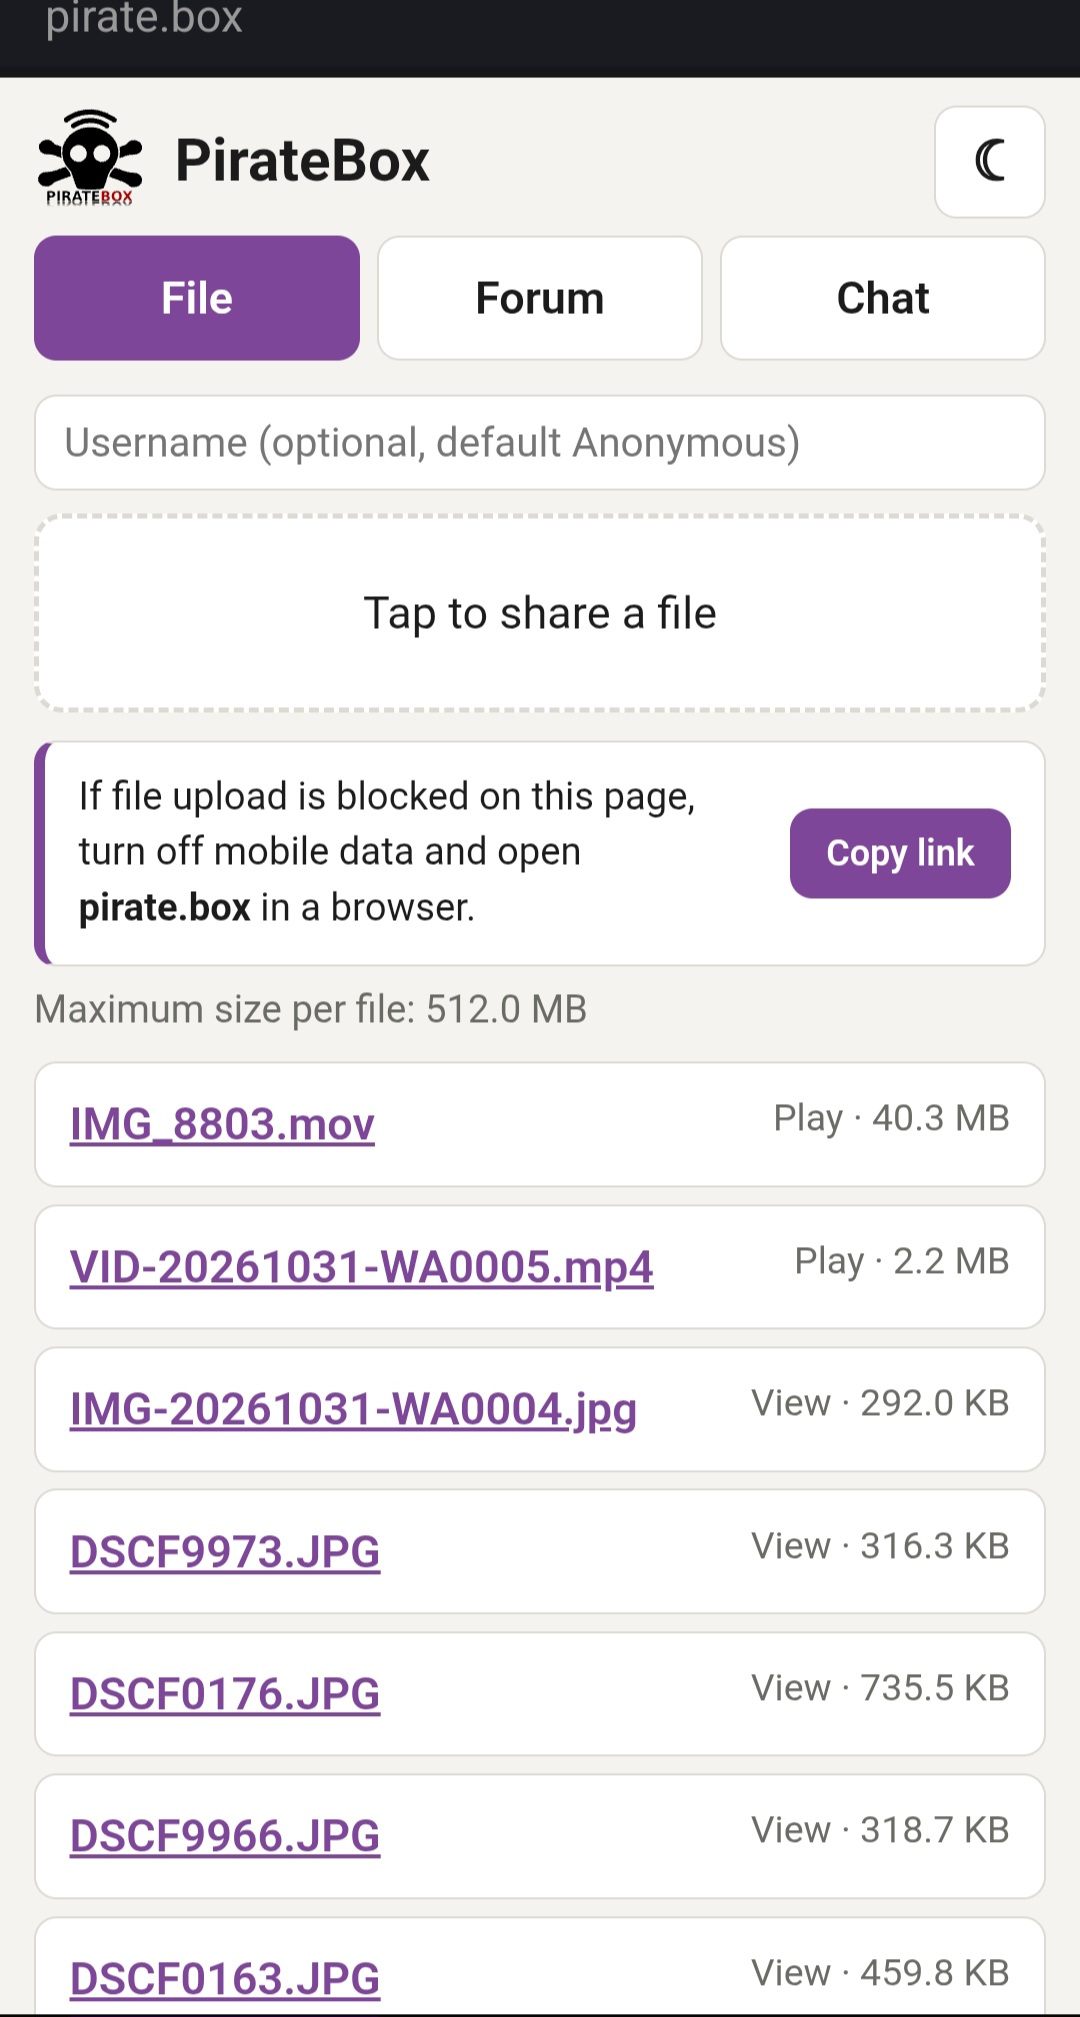 pirate.box
PIRATEBOX
PirateBox
File
Forum
Chat
Username (optional, default Anonymous)
Tap to share a file
If file upload is blocked on this page,
turn off mobile data and open
pirate.box in a browser.
Copy link
Maximum size per file: 512.0 MB
IMG_8803.mov
Play · 40.3 MB
VID-20261031-WA0005.mp4
Play · 2.2 MB
IMG-20261031-WA0004.jpg
View · 292.0 KB
DSCF9973.JPG
View · 316.3 KB
DSCF0176.JPG
View · 735.5 KB
DSCF9966.JPG
View · 318.7 KB
DSCF0163.JPG
View · 459.8 KB